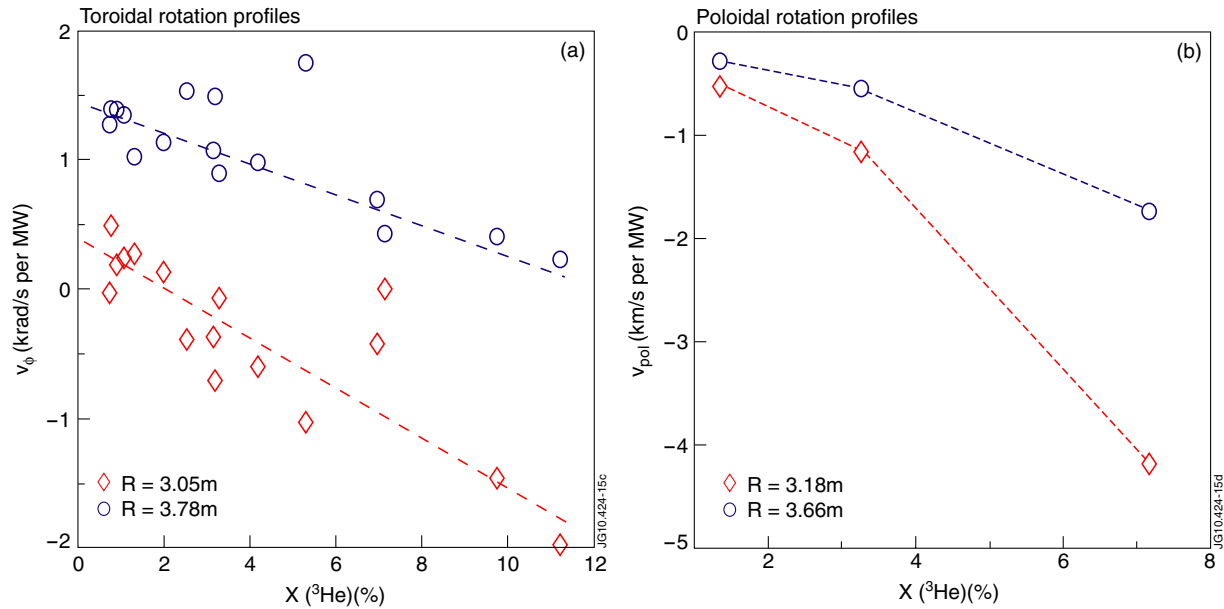 Toroidal rotation profiles
(a)
2
1
0
−1
−2
v_ϕ (krad/s per MW)
R = 3.05m
R = 3.78m
0
2
4
6
8
10
12
X (³He)(%)
JG10.424-15c
Poloidal rotation profiles
(b)
0
−1
−2
−3
−4
−5
v_pol (km/s per MW)
R = 3.18m
R = 3.66m
2
4
6
8
X (³He)(%)
JG10.424-15d